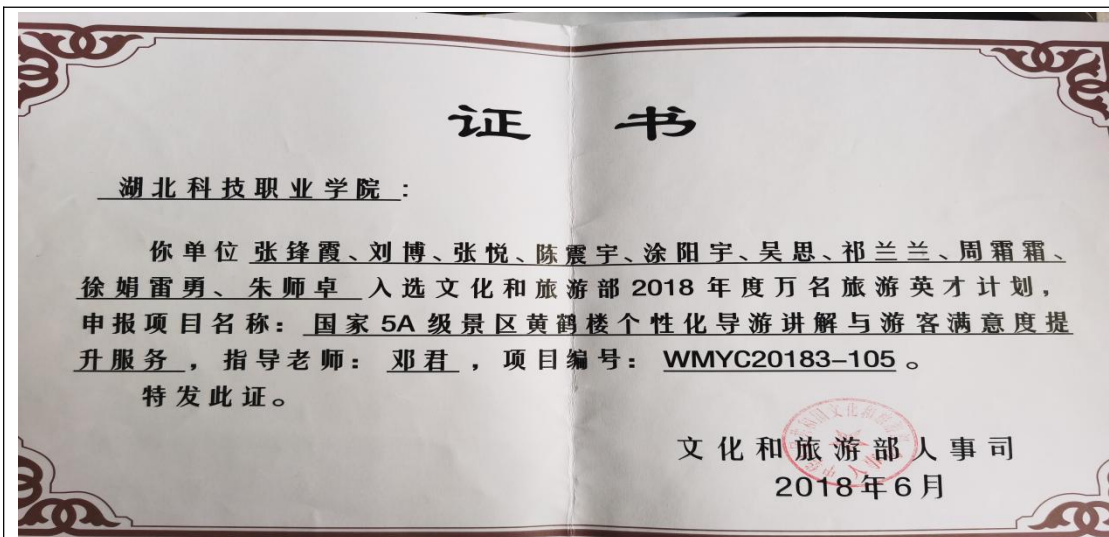 证 书
湖北科技职业学院：
你单位 张锋霞、刘博、张悦、陈震宇、涂阳宇、吴思、祁兰兰、周霜霜、
徐娟雷勇、朱师卓 入选文化和旅游部 2018 年度万名旅游英才计划，
申报项目名称： 国家 5A 级景区黄鹤楼个性化导游讲解与游客满意度提
升服务 ，指导老师： 邓君 ，项目编号： WMYC20183-105 。
特发此证。
文化和旅游部人事司
2018年6月